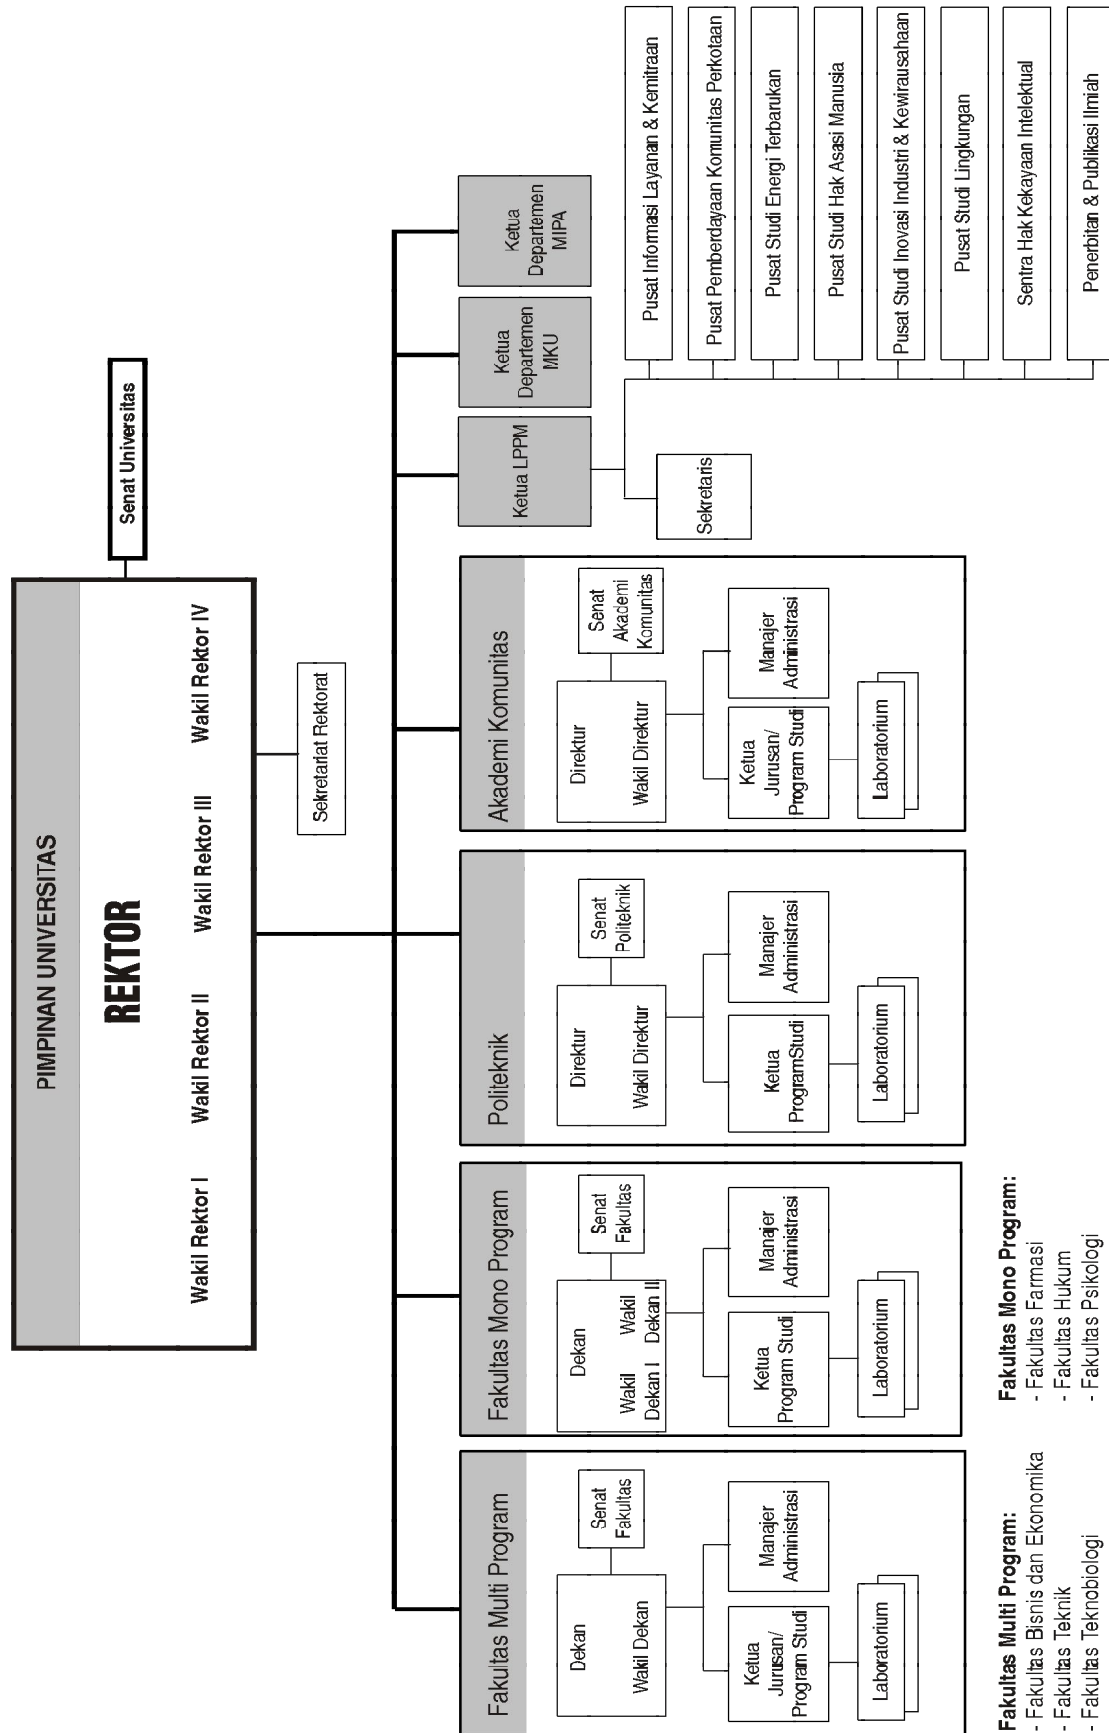 PIMPINAN UNIVERSITAS
REKTOR
Wakil Rektor I
Wakil Rektor II
Wakil Rektor III
Wakil Rektor IV
Senat Universitas
Sekretariat Rektorat
Fakultas Multi Program
Dekan
Wakil Dekan
Senat
Fakultas
Ketua
Jurusan/
Program Studi
Manajer
Administrasi
Laboratorium
Fakultas Mono Program
Dekan
Wakil
Dekan I
Wakil
Dekan II
Senat
Fakultas
Ketua
Program Studi
Manajer
Administrasi
Laboratorium
Politeknik
Direktur
Wakil Direktur
Senat
Politeknik
Ketua
ProgramStudi
Manajer
Administrasi
Laboratorium
Akademi Komunitas
Direktur
Wakil Direktur
Senat
Akademi
Komunitas
Ketua
Jurusan/
Program Studi
Manajer
Administrasi
Laboratorium
Ketua LPPM
Sekretaris
Ketua
Departemen
MKU
Ketua
Departemen
MIPA
Pusat Informasi Layanan & Kemitraan
Pusat Pemberdayaan Komunitas Perkotaan
Pusat Studi Energi Terbarukan
Pusat Studi Hak Asasi Manusia
Pusat Studi Inovasi Industri & Kewirausahaan
Pusat Studi Lingkungan
Sentra Hak Kekayaan Intelektual
Penerbitan & Publikasi Ilmiah
Fakultas Multi Program:
- Fakultas Bisnis dan Ekonomika
- Fakultas Teknik
- Fakultas Teknobiologi
Fakultas Mono Program:
- Fakultas Farmasi
- Fakultas Hukum
- Fakultas Psikologi